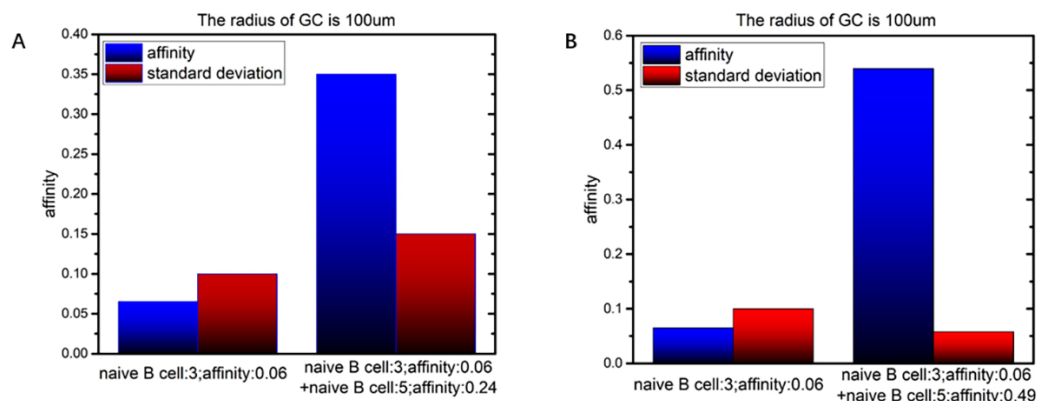 A
The radius of GC is 100um
affinity
standard deviation
affinity
0.40
0.35
0.30
0.25
0.20
0.15
0.10
0.05
0.00
naive B cell:3;affinity:0.06
naive B cell:3;affinity:0.06
+naive B cell:5;affinity:0.24
B
The radius of GC is 100um
affinity
standard deviation
affinity
0.6
0.5
0.4
0.3
0.2
0.1
0.0
naive B cell:3;affinity:0.06
naive B cell:3;affinity:0.06
+naive B cell:5;affinity:0.49